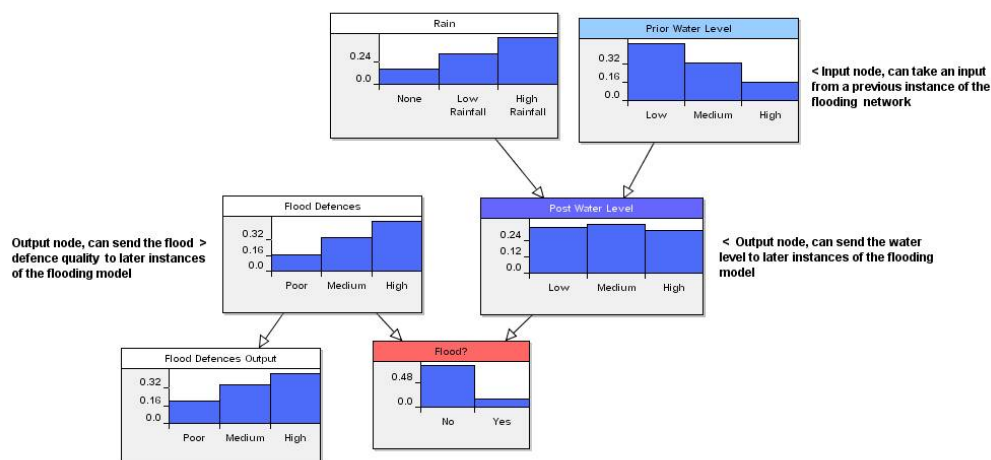 Rain
0.24
0.0
None
Low
Rainfall
High
Rainfall
Prior Water Level
0.32
0.16
0.0
Low
Medium
High
< Input node, can take an input
from a previous instance of the
flooding network
Output node, can send the flood >
defence quality to later instances
of the flooding model
Flood Defences
0.32
0.16
0.0
Poor
Medium
High
Post Water Level
0.24
0.12
0.0
Low
Medium
High
< Output node, can send the water
level to later instances of the flooding
model
Flood Defences Output
0.32
0.16
0.0
Poor
Medium
High
Flood?
0.48
0.0
No
Yes